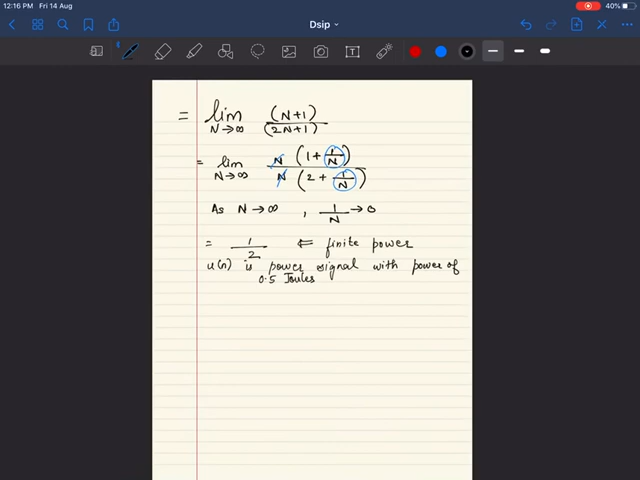 12:16 PM Fri 14 Aug
40%
Dsip
= lim N→∞ (N+1) / (2N+1)
= lim N→∞ N (1 + 1/N) / N (2 + 1/N)
As N→∞ , 1/N → 0
= 1/2 ⇐ finite power
u(n) is power signal with power of
0.5 Joules